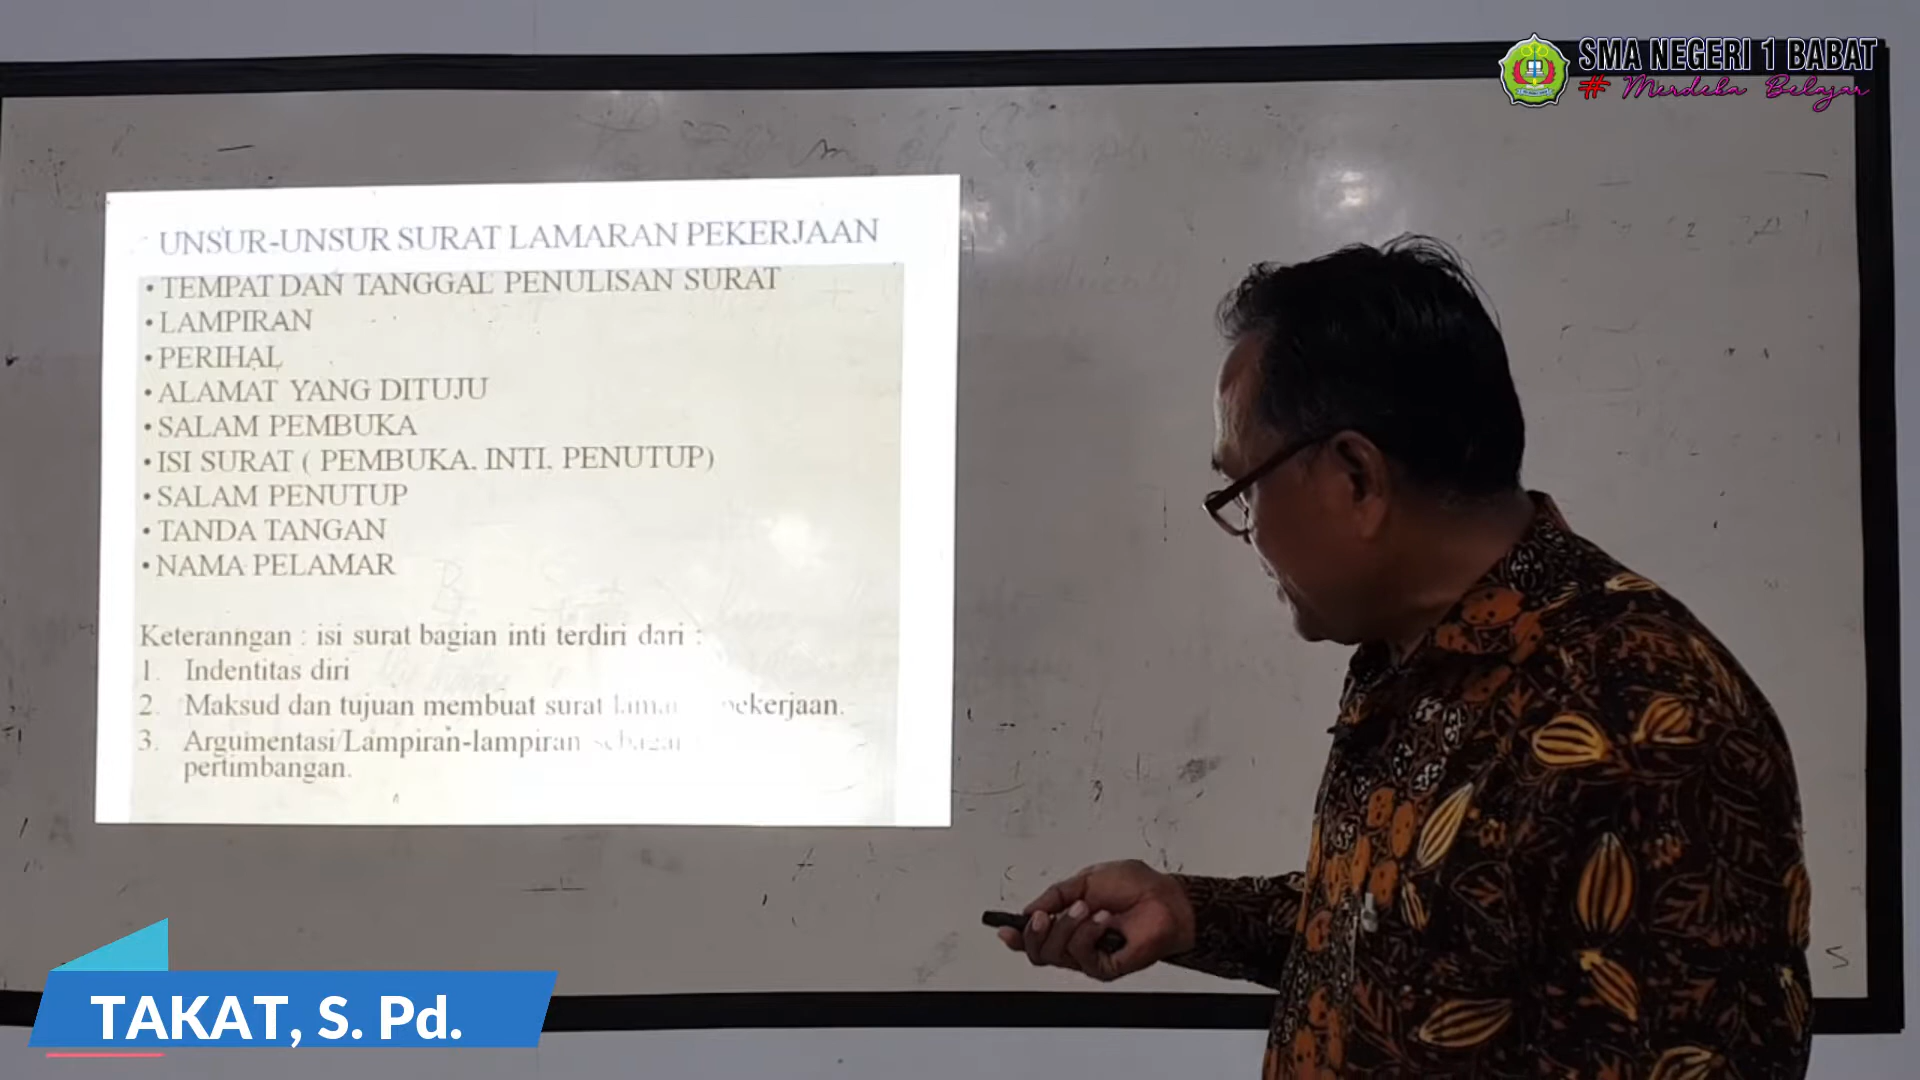 SMA NEGERI 1 BABAT
# Merdeka Belajar
UNSUR-UNSUR SURAT LAMARAN PEKERJAAN
• TEMPAT DAN TANGGAL PENULISAN SURAT
• LAMPIRAN
• PERIHAL
• ALAMAT YANG DITUJU
• SALAM PEMBUKA
• ISI SURAT ( PEMBUKA. INTI. PENUTUP)
• SALAM PENUTUP
• TANDA TANGAN
• NAMA PELAMAR
Keteranngan : isi surat bagian inti terdiri dari :
1. Indentitas diri
2. Maksud dan tujuan membuat surat pekerjaan.
3. Argumentasi/Lampiran-lampiran sebagai
pertimbangan.
TAKAT, S. Pd.